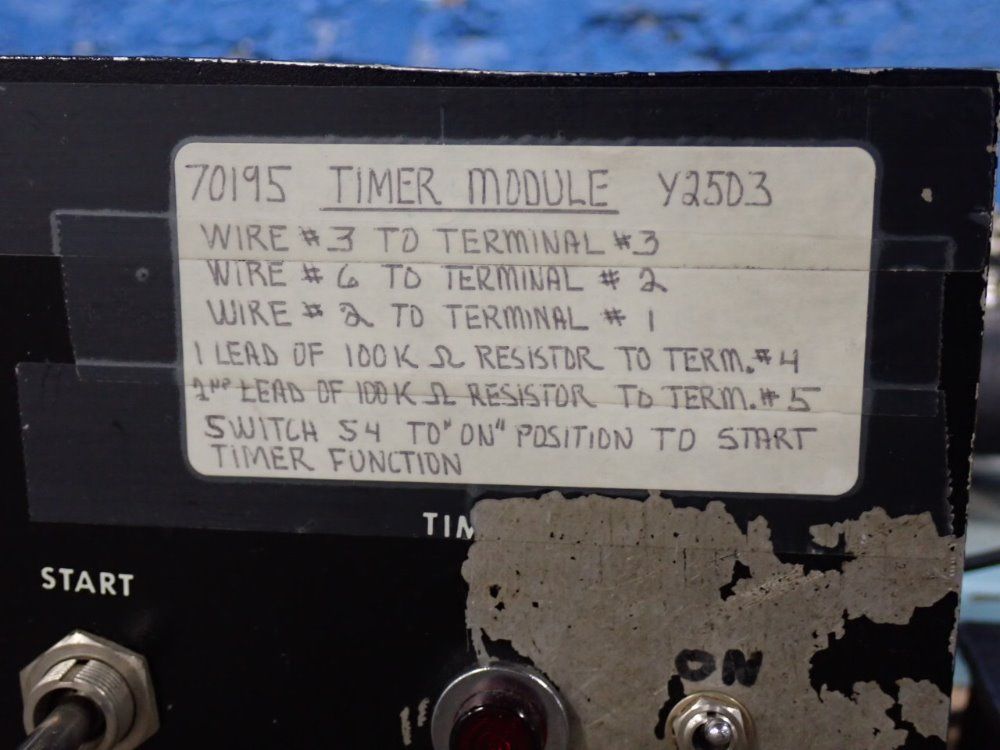 70195 TIMER MODULE Y25D3
WIRE #3 TO TERMINAL #3
WIRE #6 TO TERMINAL #2
WIRE #2 TO TERMINAL #1
1 LEAD OF 100K Ω RESISTOR TO TERM.#4
2ND LEAD OF 100K Ω RESISTOR TO TERM.#5
SWITCH S4 TO "ON" POSITION TO START
TIMER FUNCTION
TIM
START
ON